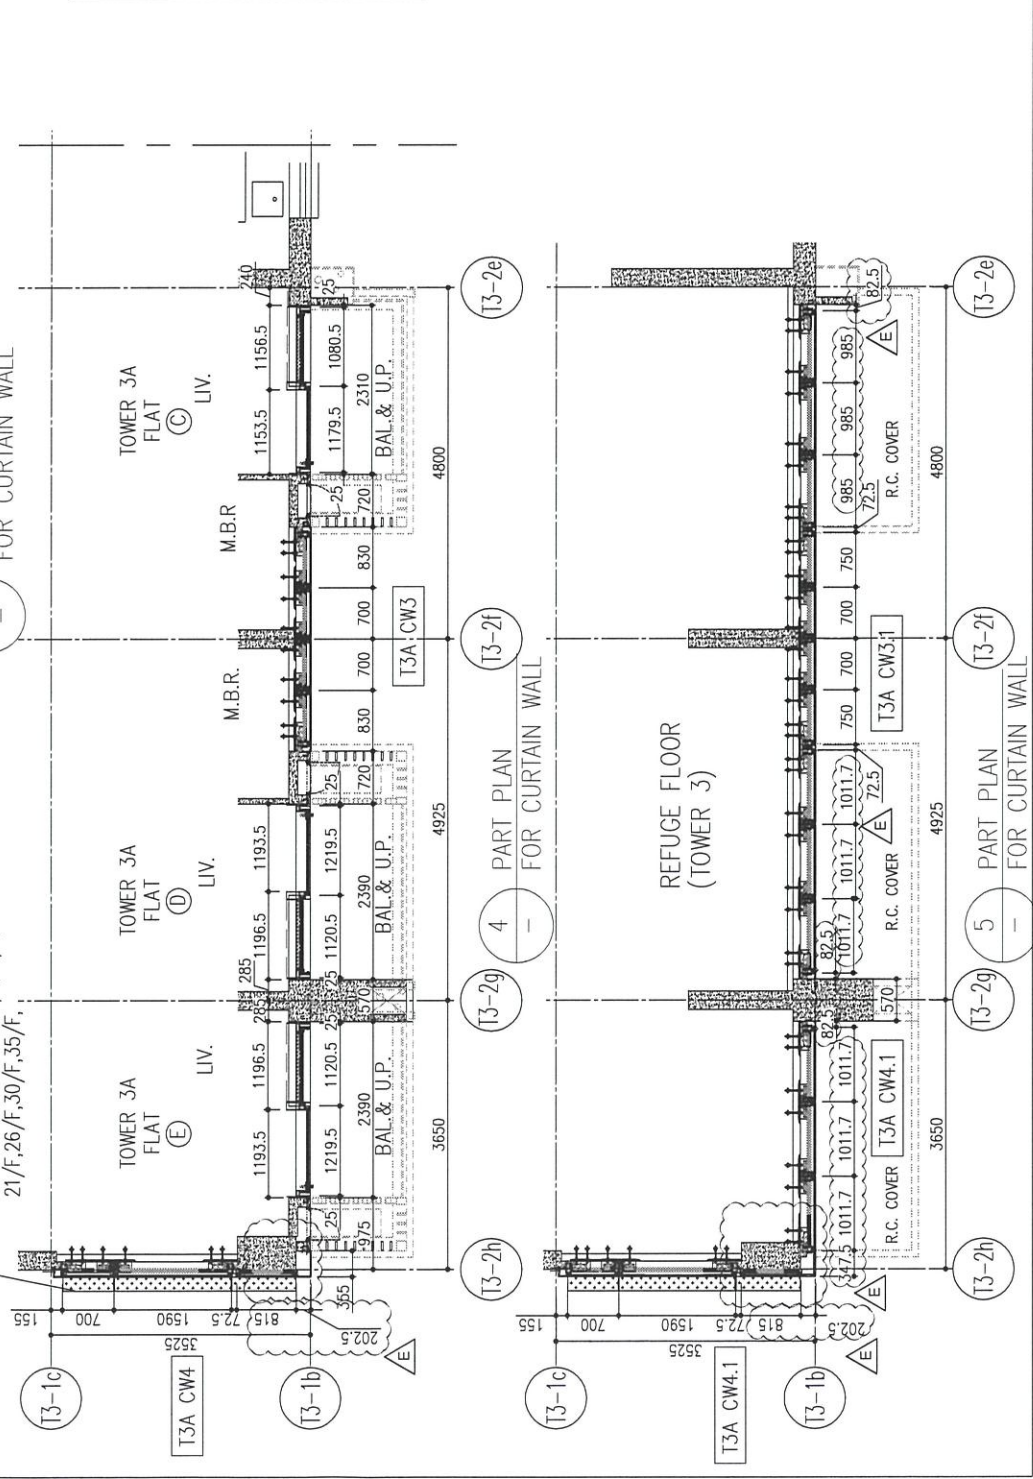 FOR CURTAIN WALL
21/F,26/F,30/F,35/F,
TOWER 3A
FLAT
E
LIV.
TOWER 3A
FLAT
D
LIV.
M.B.R.
M.B.R
TOWER 3A
FLAT
C
LIV.
1193.5
1196.5
285
285
1196.5
1193.5
1153.5
1156.5
240
25
1219.5
1120.5
25
570
25
1120.5
1219.5
25
25
1179.5
1080.5
25
365
975
2390
720
830
700
700
830
720
2310
BAL.& U.P.
BAL.& U.P.
BAL.& U.P.
T3A CW3
3650
4925
4800
T3-2h
T3-2g
T3-2f
T3-2e
T3-1c
T3-1b
155
700
1590
72.5
815
202.5
3525
T3A CW4
E
4
PART PLAN
FOR CURTAIN WALL
REFUGE FLOOR
(TOWER 3)
347.5
1011.7
1011.7
1011.7
82.5
570
82.5
1011.7
1011.7
1011.7
72.5
750
700
700
750
72.5
985
985
985
82.5
E
E
E
R.C. COVER
T3A CW4.1
R.C. COVER
T3A CW3.1
R.C. COVER
3650
4925
4800
T3-2h
T3-2g
T3-2f
T3-2e
T3-1c
T3-1b
155
700
1590
72.5
815
202.5
3525
T3A CW4.1
E
5
PART PLAN
FOR CURTAIN WALL